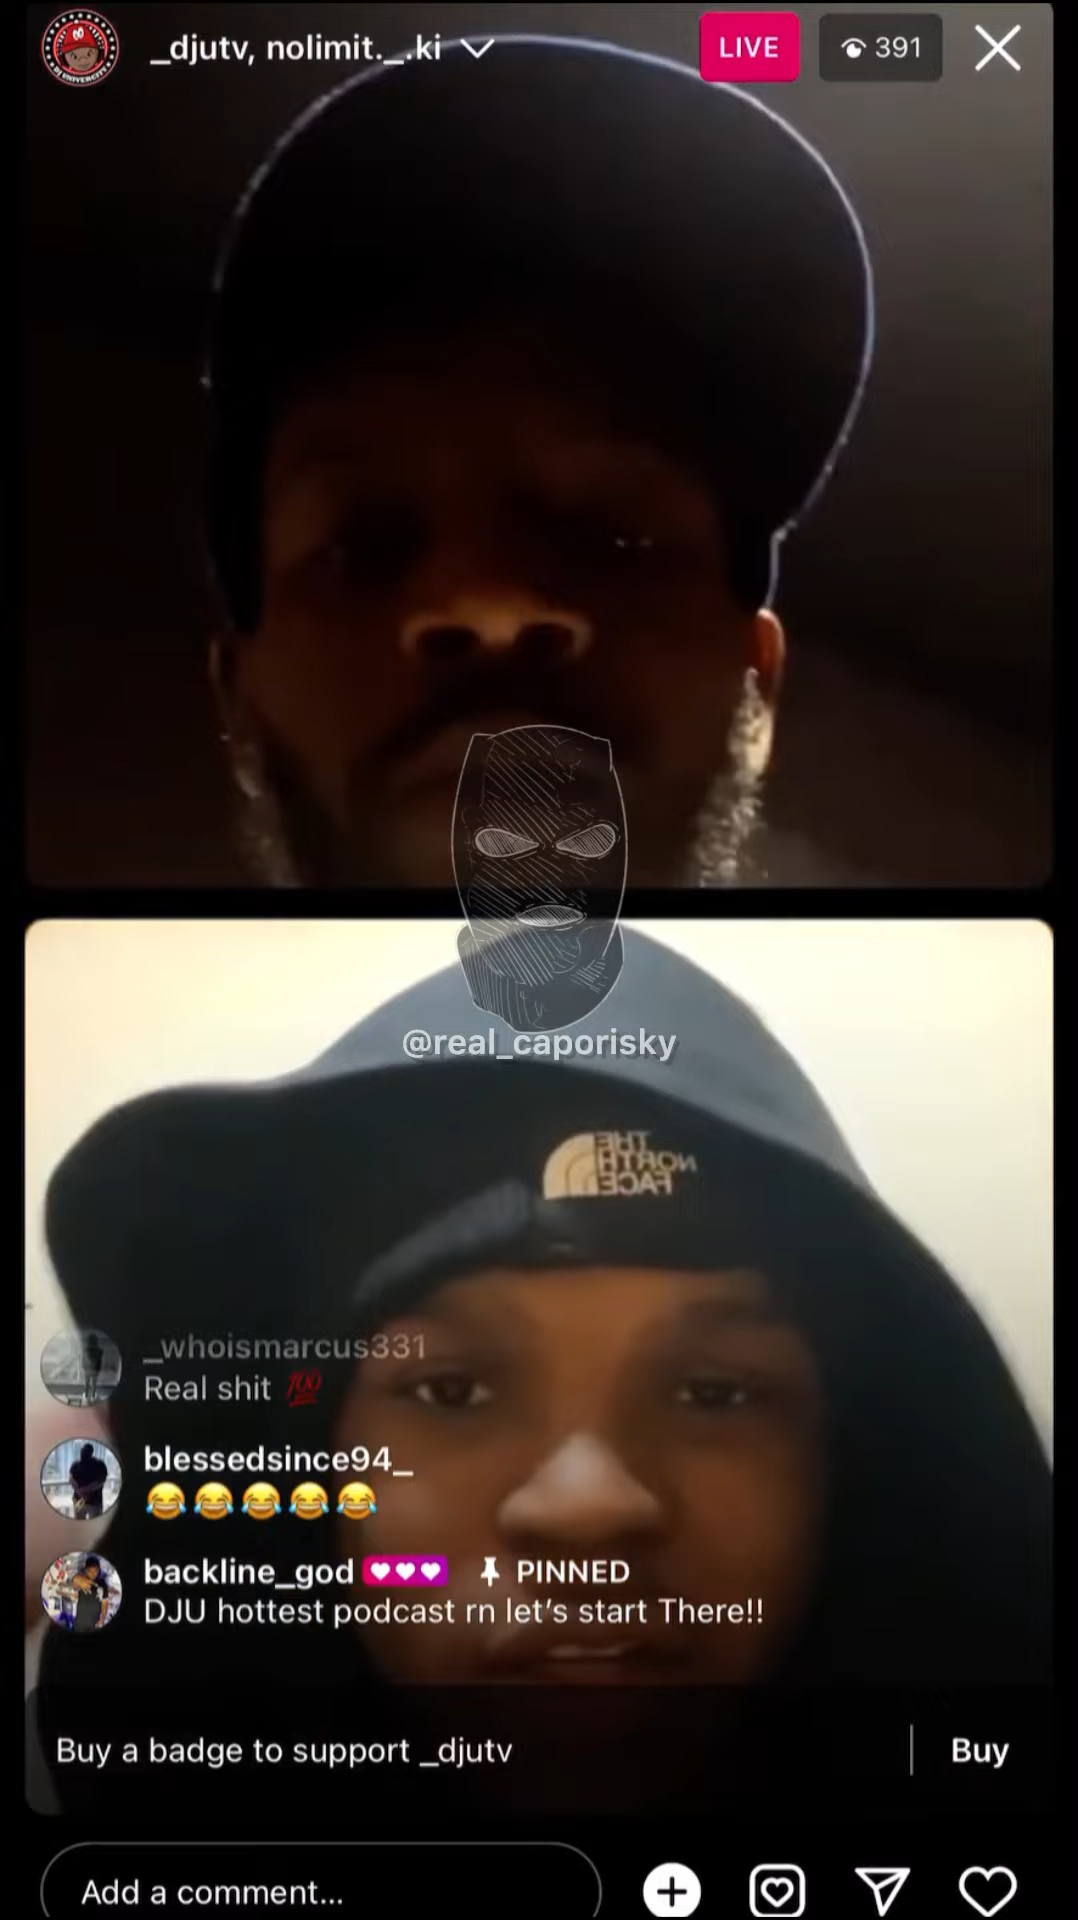 _djutv, nolimit._.ki
LIVE
391
@real_caporisky
THE
NORTH
FACE
_whoismarcus331
Real shit 💯
blessedsince94_
😂😂😂😂😂
backline_god PINNED
DJU hottest podcast rn let's start There!!
Buy a badge to support _djutv
Buy
Add a comment...